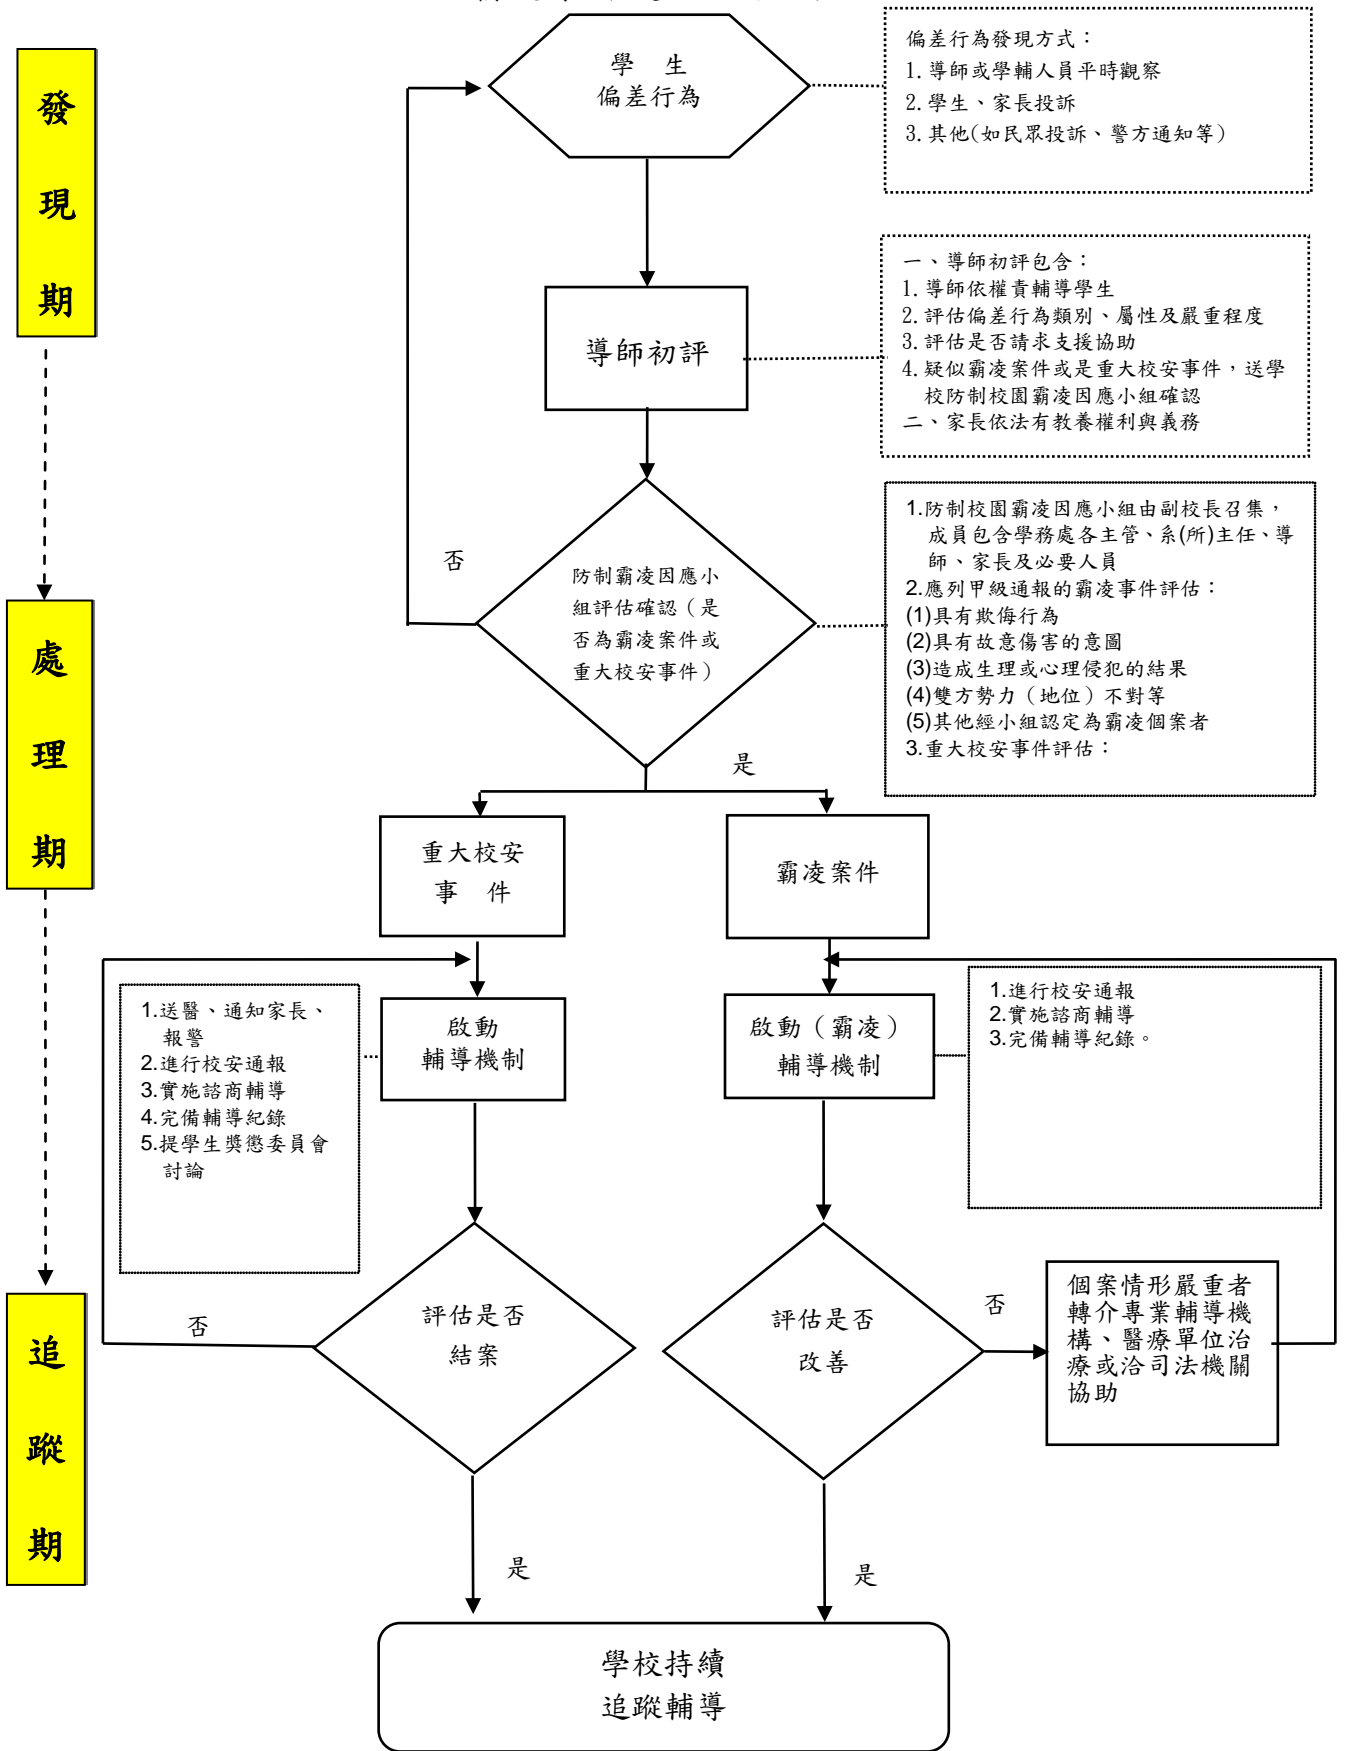 學 生
偏差行為
偏差行為發現方式：
1.導師或學輔人員平時觀察
2.學生、家長投訴
3.其他(如民眾投訴、警方通知等)
發
現
期
導師初評
一、導師初評包含：
1.導師依權責輔導學生
2.評估偏差行為類別、屬性及嚴重程度
3.評估是否請求支援協助
4.疑似霸凌案件或是重大校安事件，送學
校防制校園霸凌因應小組確認
二、家長依法有教養權利與義務
否
防制霸凌因應小
組評估確認（是
否為霸凌案件或
重大校安事件）
是
1.防制校園霸凌因應小組由副校長召集，
成員包含學務處各主管、系(所)主任、導
師、家長及必要人員
2.應列甲級通報的霸凌事件評估：
(1)具有欺侮行為
(2)具有故意傷害的意圖
(3)造成生理或心理侵犯的結果
(4)雙方勢力（地位）不對等
(5)其他經小組認定為霸凌個案者
3.重大校安事件評估：
處
理
期
重大校安
事 件
霸凌案件
1.送醫、通知家長、
報警
2.進行校安通報
3.實施諮商輔導
4.完備輔導紀錄
5.提學生獎懲委員會
討論
啟動
輔導機制
啟動（霸凌）
輔導機制
1.進行校安通報
2.實施諮商輔導
3.完備輔導紀錄。
追
蹤
期
否
評估是否
結案
是
評估是否
改善
否
是
個案情形嚴重者
轉介專業輔導機
構、醫療單位治
療或洽司法機關
協助
學校持續
追蹤輔導